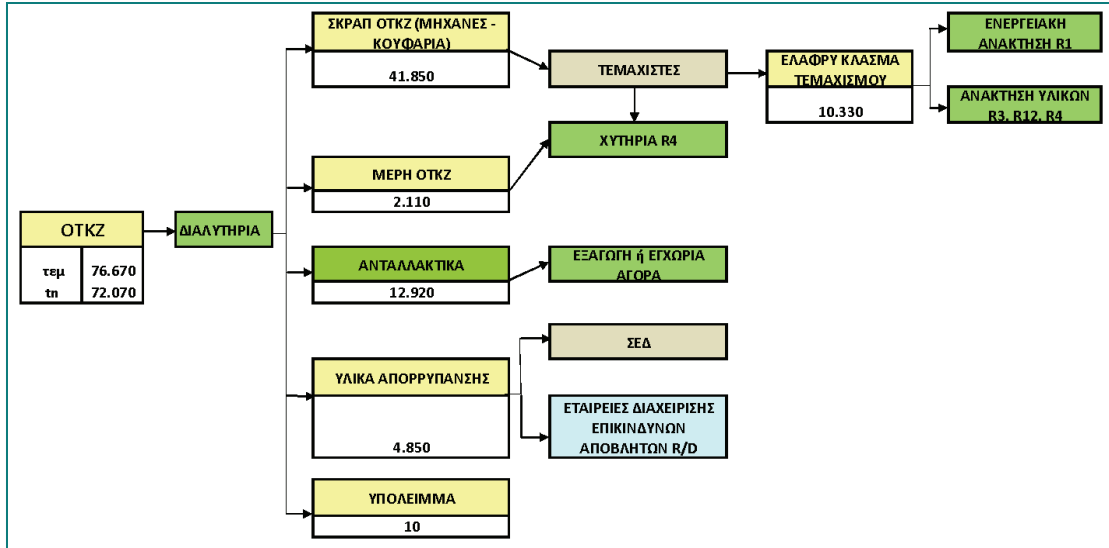 ΣΚΡΑΠ ΟΤΚΖ (ΜΗΧΑΝΕΣ -
ΚΟΥΦΑΡΙΑ)
41.850
ΤΕΜΑΧΙΣΤΕΣ
ΕΛΑΦΡΥ ΚΛΑΣΜΑ
ΤΕΜΑΧΙΣΜΟΥ
10.330
ΕΝΕΡΓΕΙΑΚΗ
ΑΝΑΚΤΗΣΗ R1
ΑΝΑΚΤΗΣΗ ΥΛΙΚΩΝ
R3, R12, R4
ΧΥΤΗΡΙΑ R4
ΜΕΡΗ ΟΤΚΖ
2.110
ΟΤΚΖ
τεμ 76.670
tn 72.070
ΔΙΑΛΥΤΗΡΙΑ
ΑΝΤΑΛΛΑΚΤΙΚΑ
12.920
ΕΞΑΓΩΓΗ ή ΕΓΧΩΡΙΑ
ΑΓΟΡΑ
ΥΛΙΚΑ ΑΠΟΡΡΥΠΑΝΣΗΣ
4.850
ΣΕΔ
ΕΤΑΙΡΕΙΕΣ ΔΙΑΧΕΙΡΙΣΗΣ
ΕΠΙΚΙΝΔΥΝΩΝ
ΑΠΟΒΛΗΤΩΝ R/D
ΥΠΟΛΕΙΜΜΑ
10